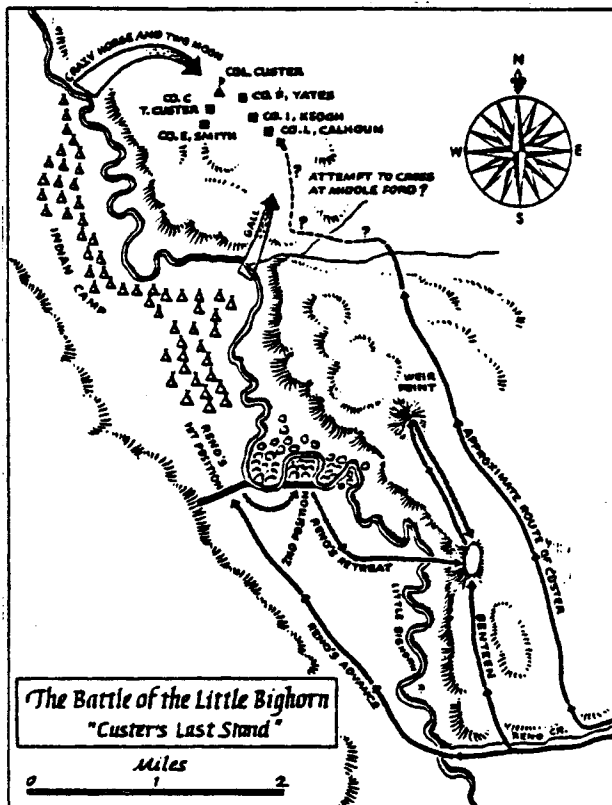 CRAZY HORSE AND TWO MOON
COL. CUSTER
CO. C
T. CUSTER
CO. F, YATES
CO. I, KEOGH
CO. E, SMITH
CO. L, CALHOUN
N
W
E
S
?
ATTEMPT TO CROSS
AT MIDDLE FORD?
?
?
GALL
INDIAN CAMP
WEIR
POINT
RENO'S
1ST POSITION
2ND POSITION
RENO'S RETREAT
APPROXIMATE ROUTE OF CUSTER
LITTLE BIGHORN
RENO'S ADVANCE
BENTEEN
RENO CR.
The Battle of the Little Bighorn
"Custer's Last Stand"
Miles
0 1 2